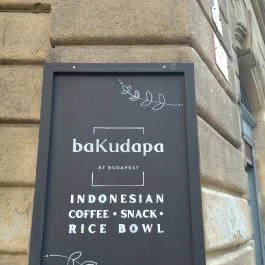 baKudapa
AT BUDAPEST
INDONESIAN
COFFEE • SNACK •
RICE BOWL